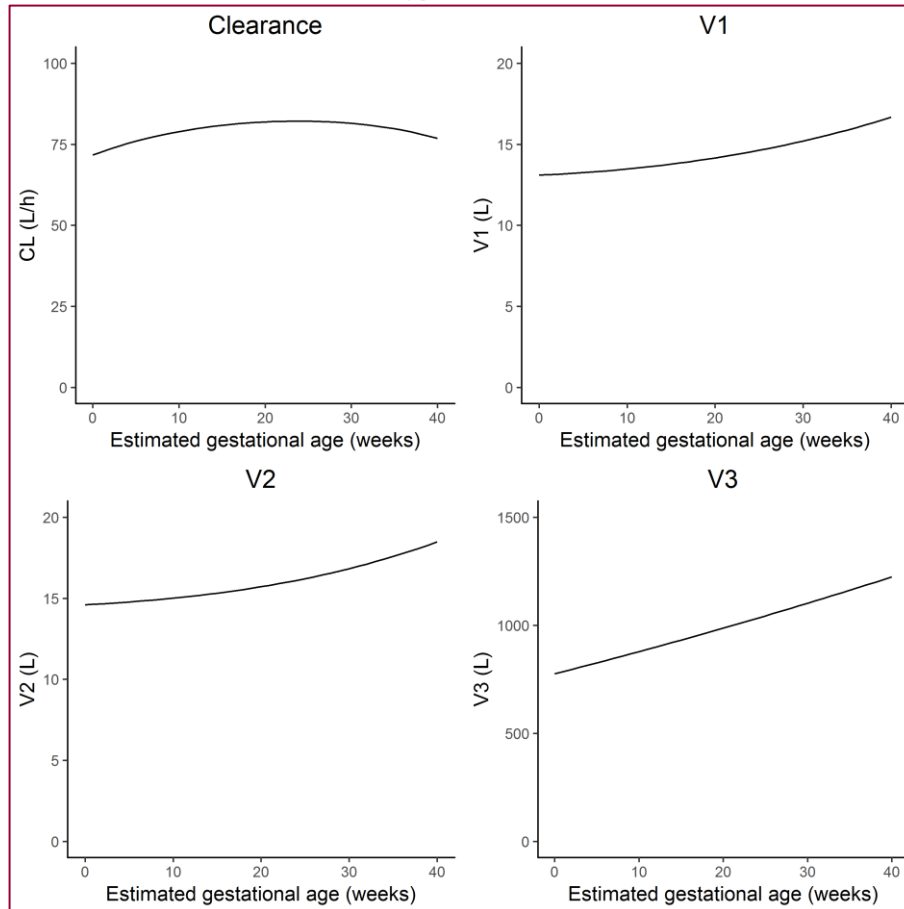 Clearance
CL (L/h)
100
75
50
25
0
0 10 20 30 40
Estimated gestational age (weeks)
V1
V1 (L)
20
15
10
5
0
0 10 20 30 40
Estimated gestational age (weeks)
V2
V2 (L)
20
15
10
5
0
0 10 20 30 40
Estimated gestational age (weeks)
V3
V3 (L)
1500
1000
500
0
0 10 20 30 40
Estimated gestational age (weeks)